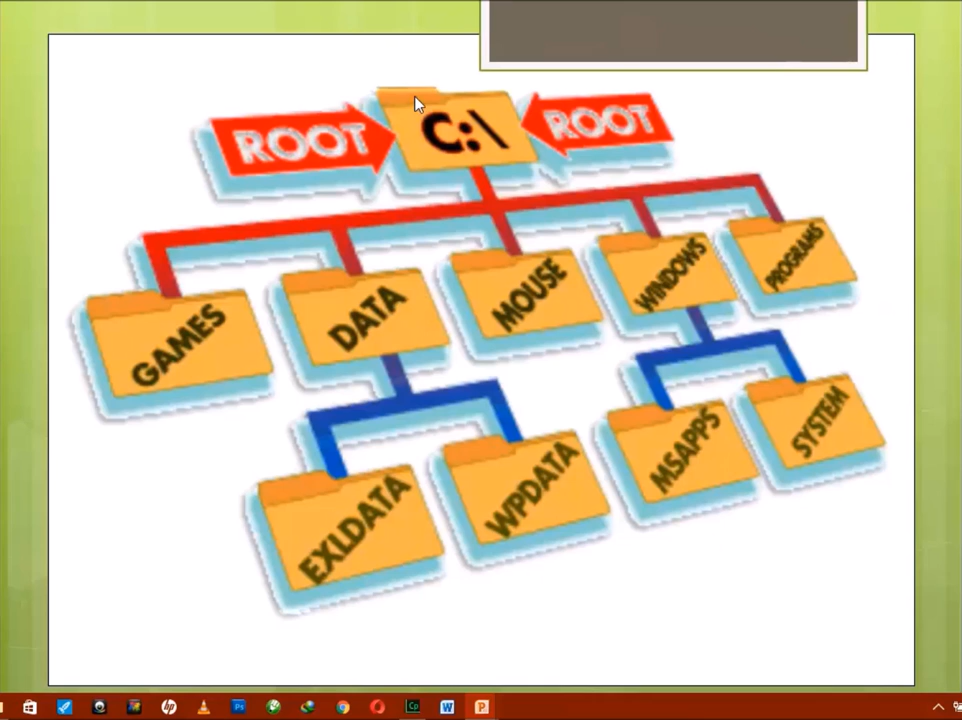 ROOT C:\ ROOT
GAMES DATA MOUSE WINDOWS PROGRAMS
EXLDATA WPDATA MSAPPS SYSTEM